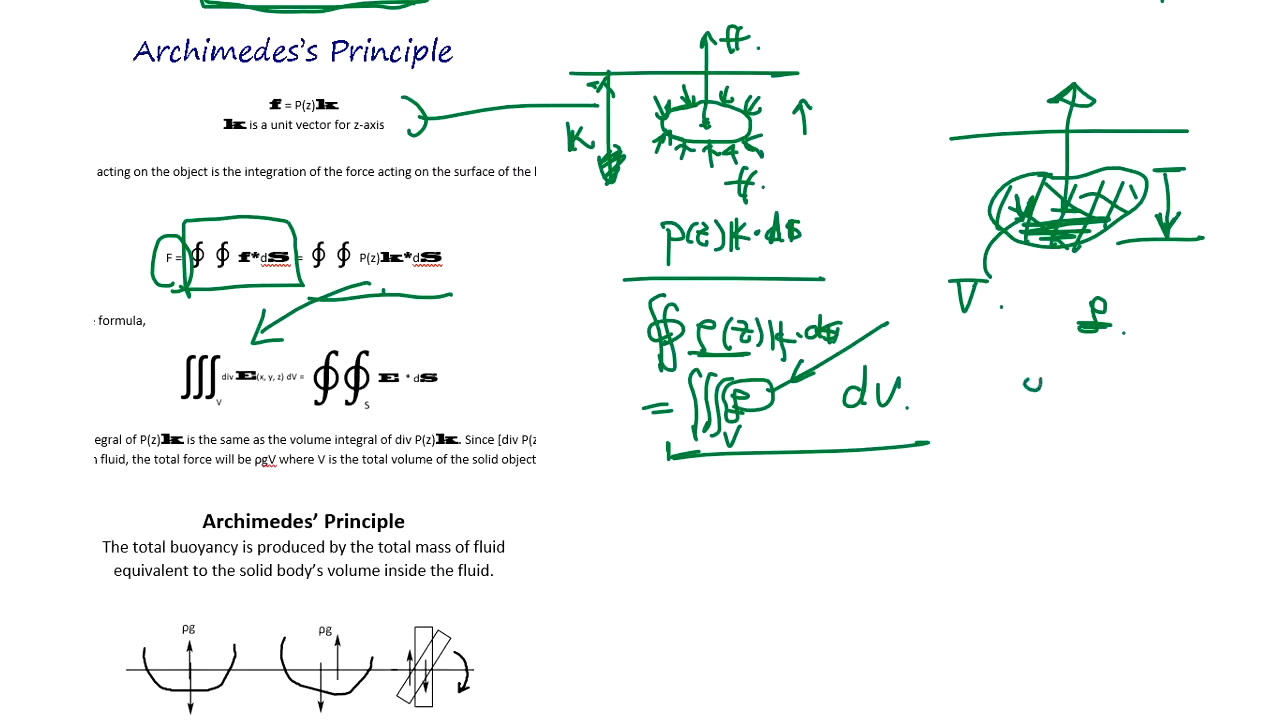 Archimedes's Principle
f = P(z)k
k is a unit vector for z-axis
acting on the object is the integration of the force acting on the surface of the
F = ∮ ∮ f*dS = ∮ ∮ P(z)k*dS
formula,
∭ᵥ div E(x, y, z) dV = ∮∮ₛ E * dS
egral of P(z)k is the same as the volume integral of div P(z)k. Since [div P(z
fluid, the total force will be ρgV where V is the total volume of the solid object
Archimedes' Principle
The total buoyancy is produced by the total mass of fluid
equivalent to the solid body's volume inside the fluid.
ρg
ρg
f.
k
f.
P(z)k·dS
∯ P(z)k·dS
= ∭ᵥ ρ dv.
V.
ρ.